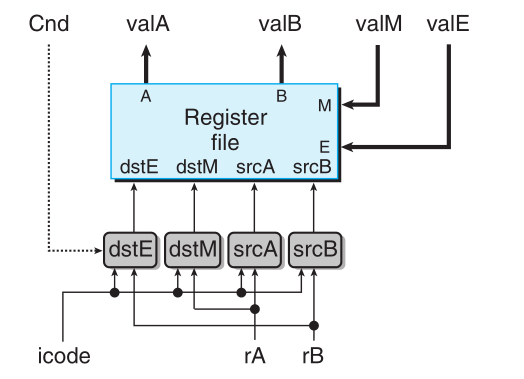 Cnd valA valB valM valE
A B M
Register
file
E
dstE dstM srcA srcB
dstE dstM srcA srcB
icode rA rB